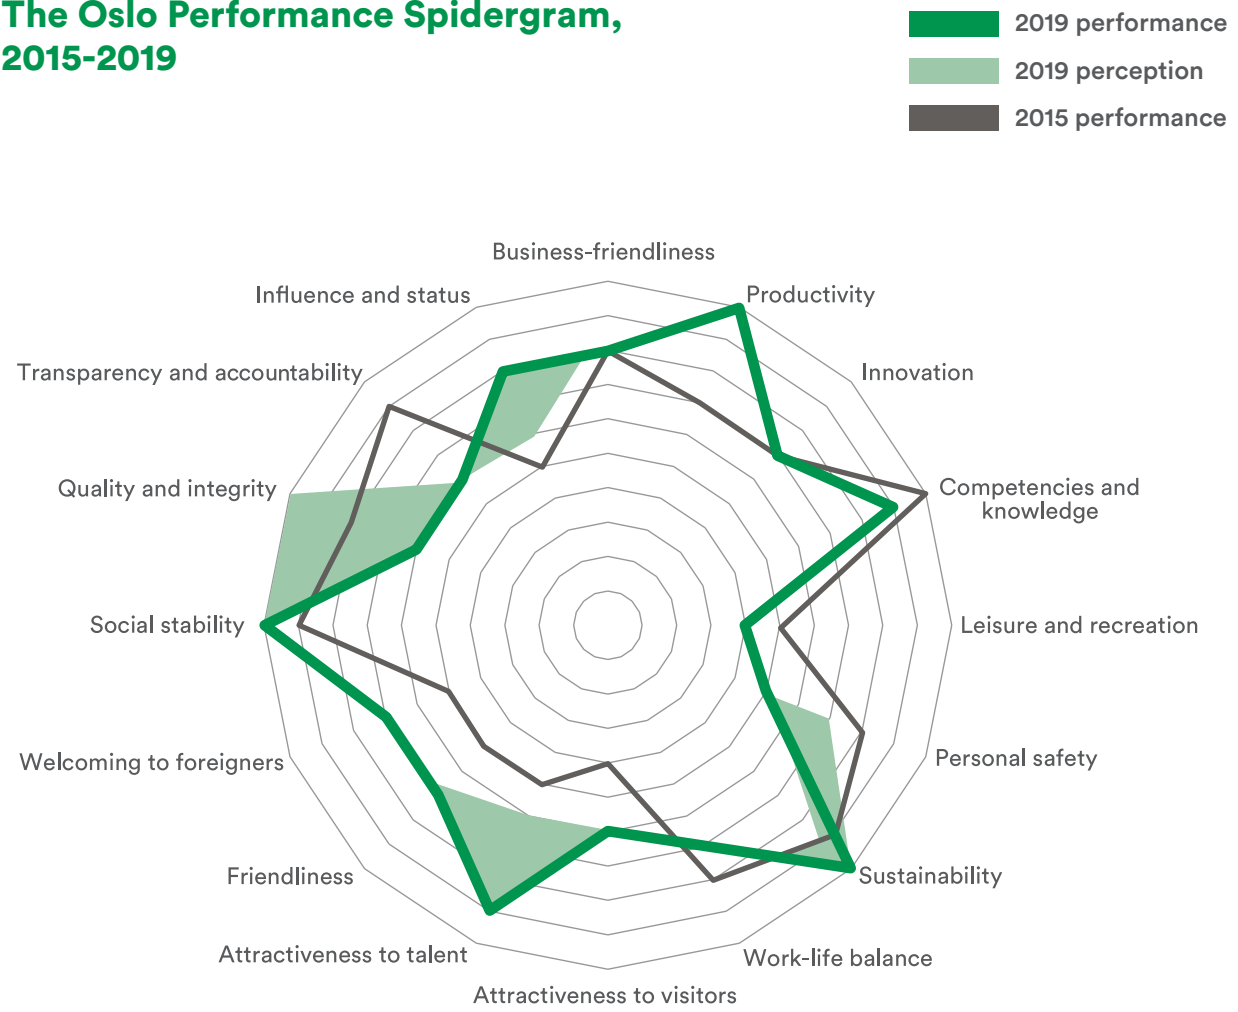 The Oslo Performance Spidergram,
2015-2019
2019 performance
2019 perception
2015 performance
Business-friendliness
Influence and status
Productivity
Transparency and accountability
Innovation
Quality and integrity
Competencies and
knowledge
Social stability
Leisure and recreation
Welcoming to foreigners
Personal safety
Friendliness
Sustainability
Attractiveness to talent
Work-life balance
Attractiveness to visitors